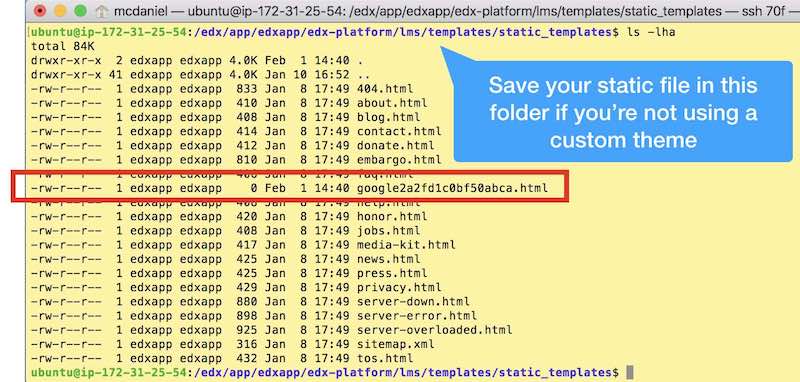 mcdaniel — ubuntu@ip-172-31-25-54: /edx/app/edxapp/edx-platform/lms/templates/static_templates — ssh 70f
ubuntu@ip-172-31-25-54:/edx/app/edxapp/edx-platform/lms/templates/static_templates$ ls -lha
total 84K
drwxr-xr-x  2 edxapp edxapp 4.0K Feb  1 14:40 .
drwxr-xr-x 41 edxapp edxapp 4.0K Jan 10 16:52 ..
-rw-r--r--  1 edxapp edxapp  833 Jan  8 17:49 404.html
-rw-r--r--  1 edxapp edxapp  410 Jan  8 17:49 about.html
-rw-r--r--  1 edxapp edxapp  408 Jan  8 17:49 blog.html
-rw-r--r--  1 edxapp edxapp  414 Jan  8 17:49 contact.html
-rw-r--r--  1 edxapp edxapp  412 Jan  8 17:49 donate.html
-rw-r--r--  1 edxapp edxapp  810 Jan  8 17:49 embargo.html
-rw-r--r--  1 edxapp edxapp  408 Jan  8 17:49 faq.html
-rw-r--r--  1 edxapp edxapp    0 Feb  1 14:40 google2a2fd1c0bf50abca.html
-rw-r--r--  1 edxapp edxapp  408 Jan  8 17:49 help.html
-rw-r--r--  1 edxapp edxapp  420 Jan  8 17:49 honor.html
-rw-r--r--  1 edxapp edxapp  408 Jan  8 17:49 jobs.html
-rw-r--r--  1 edxapp edxapp  417 Jan  8 17:49 media-kit.html
-rw-r--r--  1 edxapp edxapp  425 Jan  8 17:49 news.html
-rw-r--r--  1 edxapp edxapp  425 Jan  8 17:49 press.html
-rw-r--r--  1 edxapp edxapp  429 Jan  8 17:49 privacy.html
-rw-r--r--  1 edxapp edxapp  880 Jan  8 17:49 server-down.html
-rw-r--r--  1 edxapp edxapp  898 Jan  8 17:49 server-error.html
-rw-r--r--  1 edxapp edxapp  925 Jan  8 17:49 server-overloaded.html
-rw-r--r--  1 edxapp edxapp  316 Jan  8 17:49 sitemap.xml
-rw-r--r--  1 edxapp edxapp  432 Jan  8 17:49 tos.html
ubuntu@ip-172-31-25-54:/edx/app/edxapp/edx-platform/lms/templates/static_templates$
Save your static file in this
folder if you're not using a
custom theme